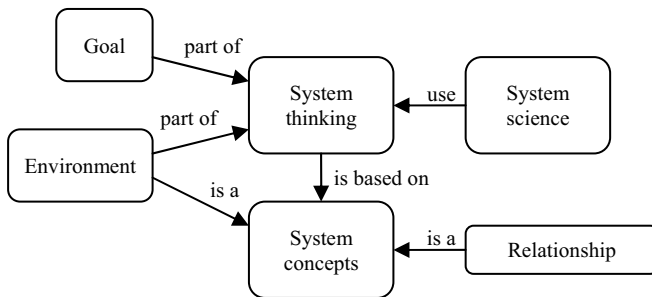 Goal
part of
System
thinking
use
System
science
part of
Environment
is a
is based on
System
concepts
is a
Relationship